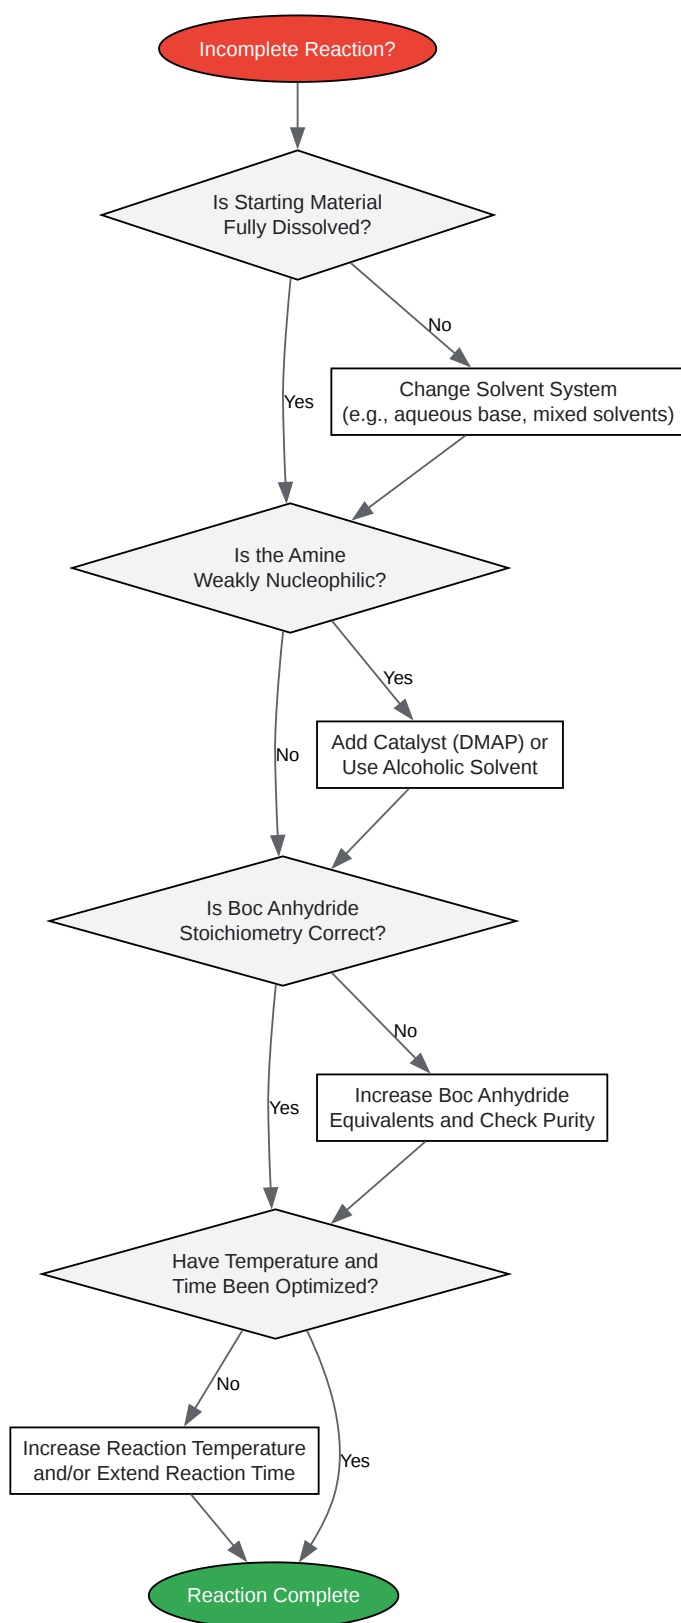 Incomplete Reaction?
Is Starting Material
Fully Dissolved?
No
Change Solvent System
(e.g., aqueous base, mixed solvents)
Yes
Is the Amine
Weakly Nucleophilic?
Yes
Add Catalyst (DMAP) or
Use Alcoholic Solvent
No
Is Boc Anhydride
Stoichiometry Correct?
No
Increase Boc Anhydride
Equivalents and Check Purity
Yes
Have Temperature and
Time Been Optimized?
No
Increase Reaction Temperature
and/or Extend Reaction Time
Yes
Reaction Complete